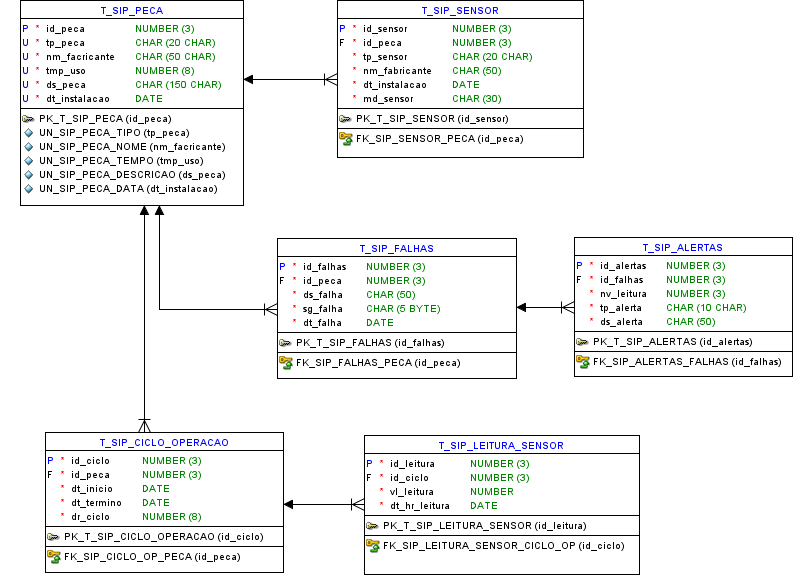 T_SIP_PECA
P * id_peca NUMBER (3)
U * tp_peca CHAR (20 CHAR)
U * nm_facricante CHAR (50 CHAR)
U * tmp_uso NUMBER (8)
U * ds_peca CHAR (150 CHAR)
U * dt_instalacao DATE
PK_T_SIP_PECA (id_peca)
UN_SIP_PECA_TIPO (tp_peca)
UN_SIP_PECA_NOME (nm_facricante)
UN_SIP_PECA_TEMPO (tmp_uso)
UN_SIP_PECA_DESCRICAO (ds_peca)
UN_SIP_PECA_DATA (dt_instalacao)
T_SIP_SENSOR
P * id_sensor NUMBER (3)
F * id_peca NUMBER (3)
* tp_sensor CHAR (20 CHAR)
* nm_fabricante CHAR (50)
* dt_instalacao DATE
* md_sensor CHAR (30)
PK_T_SIP_SENSOR (id_sensor)
FK_SIP_SENSOR_PECA (id_peca)
T_SIP_FALHAS
P * id_falhas NUMBER (3)
F * id_peca NUMBER (3)
* ds_falha CHAR (50)
* sg_falha CHAR (5 BYTE)
* dt_falha DATE
PK_T_SIP_FALHAS (id_falhas)
FK_SIP_FALHAS_PECA (id_peca)
T_SIP_ALERTAS
P * id_alertas NUMBER (3)
F * id_falhas NUMBER (3)
* nv_leitura NUMBER (3)
* tp_alerta CHAR (10 CHAR)
* ds_alerta CHAR (50)
PK_T_SIP_ALERTAS (id_alertas)
FK_SIP_ALERTAS_FALHAS (id_falhas)
T_SIP_CICLO_OPERACAO
P * id_ciclo NUMBER (3)
F * id_peca NUMBER (3)
* dt_inicio DATE
* dt_termino DATE
* dr_ciclo NUMBER (8)
PK_T_SIP_CICLO_OPERACAO (id_ciclo)
FK_SIP_CICLO_OP_PECA (id_peca)
T_SIP_LEITURA_SENSOR
P * id_leitura NUMBER (3)
F * id_ciclo NUMBER (3)
* vl_leitura NUMBER
* dt_hr_leitura DATE
PK_T_SIP_LEITURA_SENSOR (id_leitura)
FK_SIP_LEITURA_SENSOR_CICLO_OP (id_ciclo)